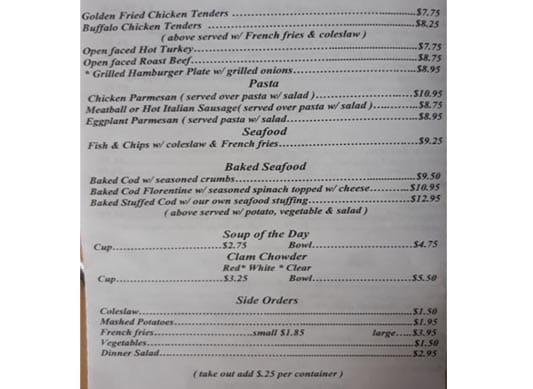 Golden Fried Chicken Tenders ..............................$7.75
Buffalo Chicken Tenders ..............................$8.25
( above served w/ French fries & coleslaw )
Open faced Hot Turkey..............................$7.75
Open faced Roast Beef..............................$8.75
* Grilled Hamburger Plate w/ grilled onions..............................$8.95
Pasta
Chicken Parmesan ( served over pasta w/ salad )..............................$10.95
Meatball or Hot Italian Sausage( served over pasta w/ salad )..............$8.75
Eggplant Parmesan ( served pasta w/ salad..............................$8.95
Seafood
Fish & Chips w/ coleslaw & French fries..............................$9.25
Baked Seafood
Baked Cod w/ seasoned crumbs..............................$9.50
Baked Cod Florentine w/ seasoned spinach topped w/ cheese..........$10.95
Baked Stuffed Cod w/ our own seafood stuffing..............................$12.95
( above served w/ potato, vegetable & salad )
Soup of the Day
Cup..............................$2.75 Bowl..............................$4.75
Clam Chowder
Red* White * Clear
Cup..............................$3.25 Bowl..............................$5.50
Side Orders
Coleslaw..............................$1.50
Mashed Potatoes..............................$1.95
French fries..............................small $1.85 large.....$3.95
Vegetables..............................$1.50
Dinner Salad..............................$2.95
( take out add $.25 per container )